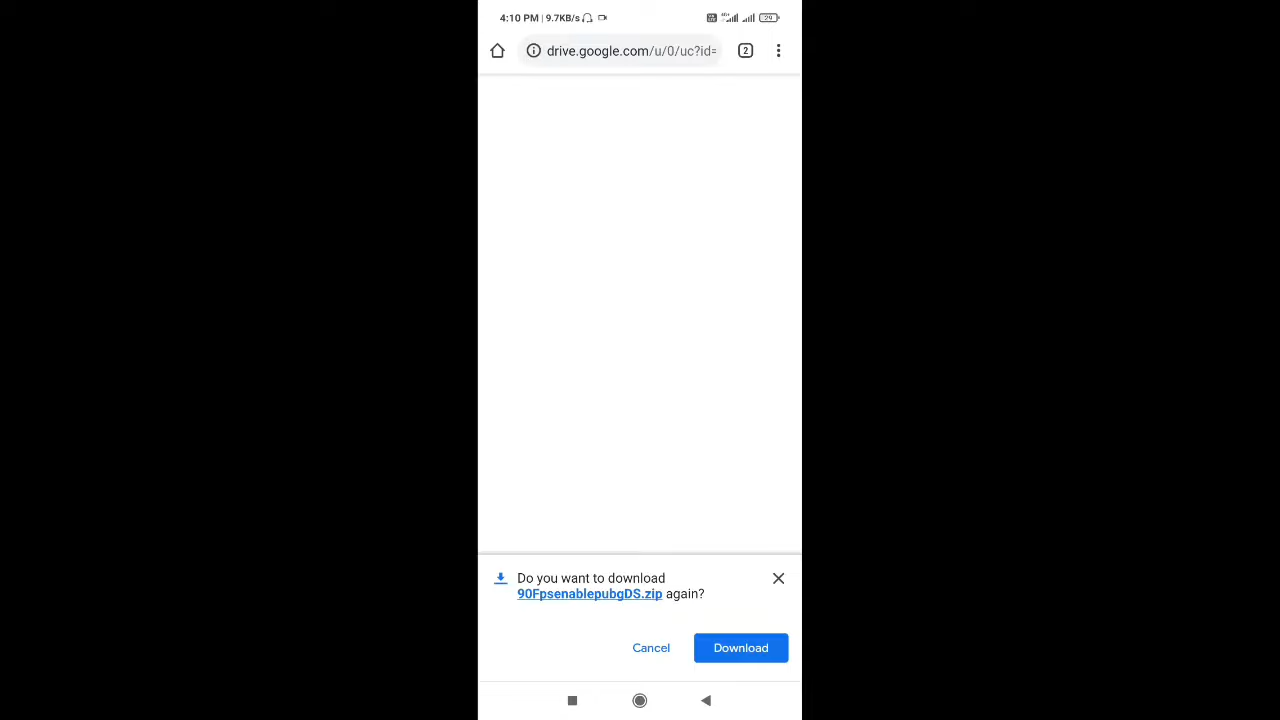 4:10 PM | 9.7KB/s 29
drive.google.com/u/0/uc?id= 2
Do you want to download
90FpsenablepubgDS.zip again?
Cancel Download